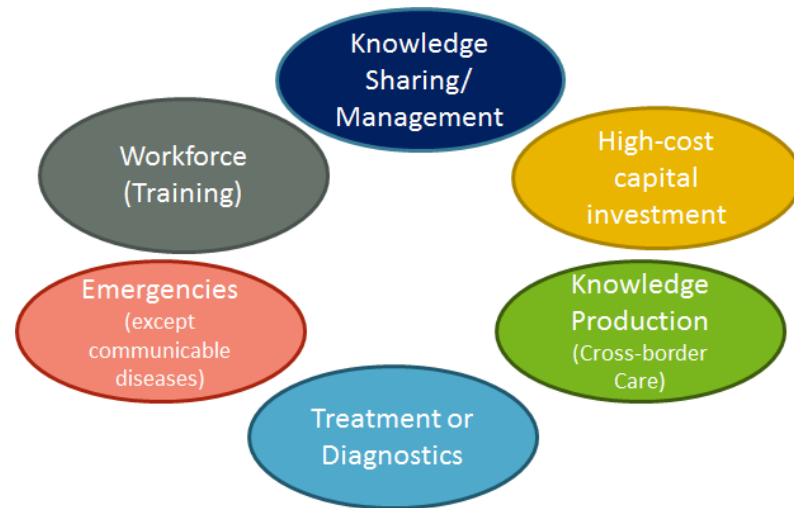 Knowledge
Sharing/
Management
High-cost
capital
investment
Knowledge
Production
(Cross-border
Care)
Treatment or
Diagnostics
Emergencies
(except
communicable
diseases)
Workforce
(Training)